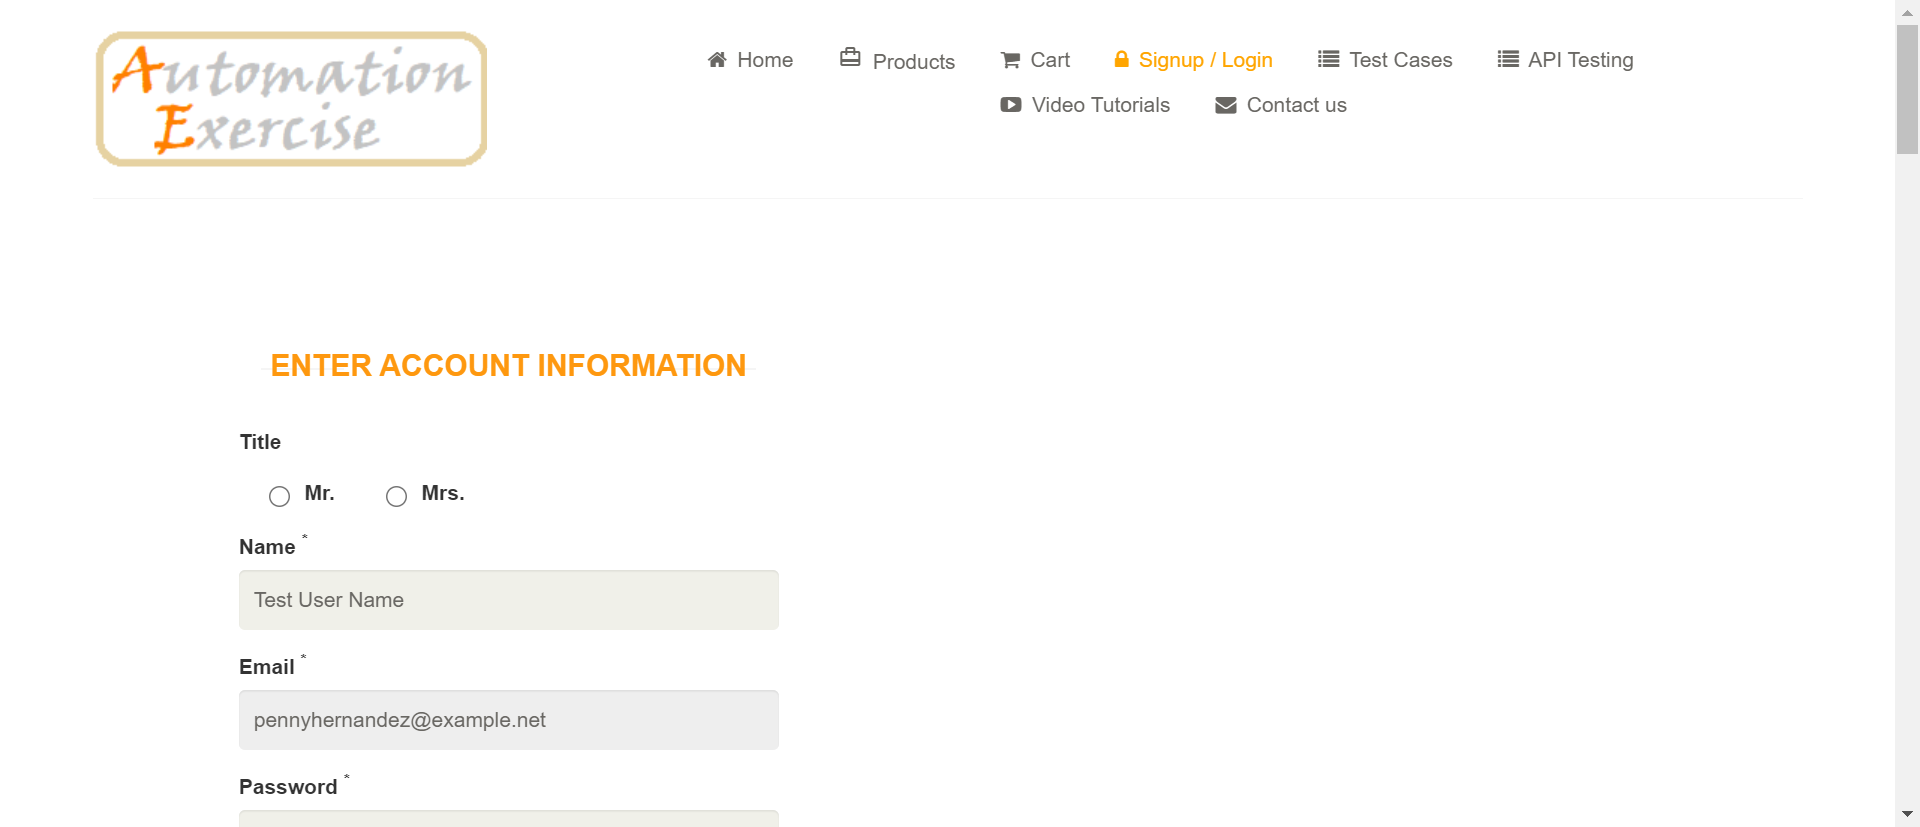 Automation
Exercise
Home Products Cart Signup / Login Test Cases API Testing
Video Tutorials Contact us
ENTER ACCOUNT INFORMATION
Title
Mr. Mrs.
Name *
Test User Name
Email *
pennyhernandez@example.net
Password *